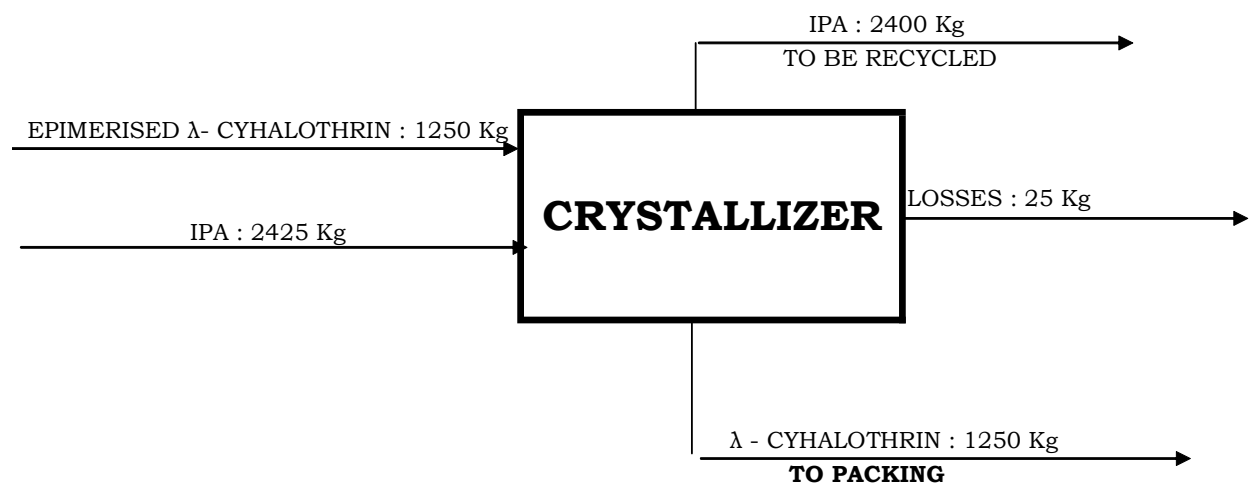 IPA : 2400 Kg
TO BE RECYCLED
EPIMERISED λ- CYHALOTHRIN : 1250 Kg
LOSSES : 25 Kg
CRYSTALLIZER
IPA : 2425 Kg
λ - CYHALOTHRIN : 1250 Kg
TO PACKING